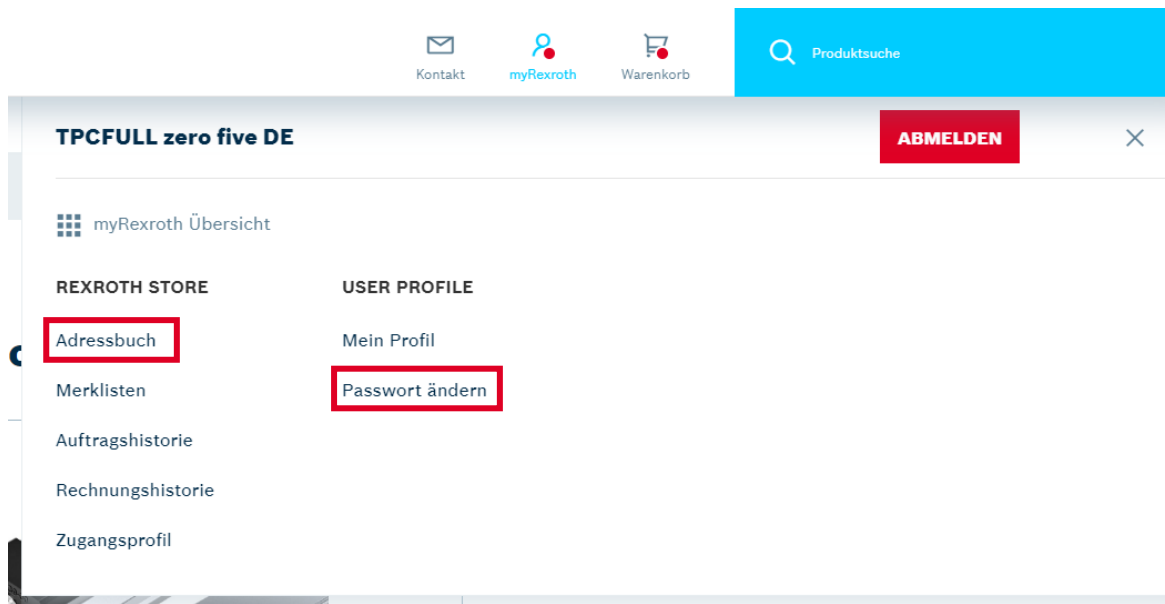 Kontakt
myRexroth
Warenkorb
Produktsuche
TPCFULL zero five DE
ABMELDEN
myRexroth Übersicht
REXROTH STORE
USER PROFILE
Adressbuch
Mein Profil
Merklisten
Passwort ändern
Auftragshistorie
Rechnungshistorie
Zugangsprofil